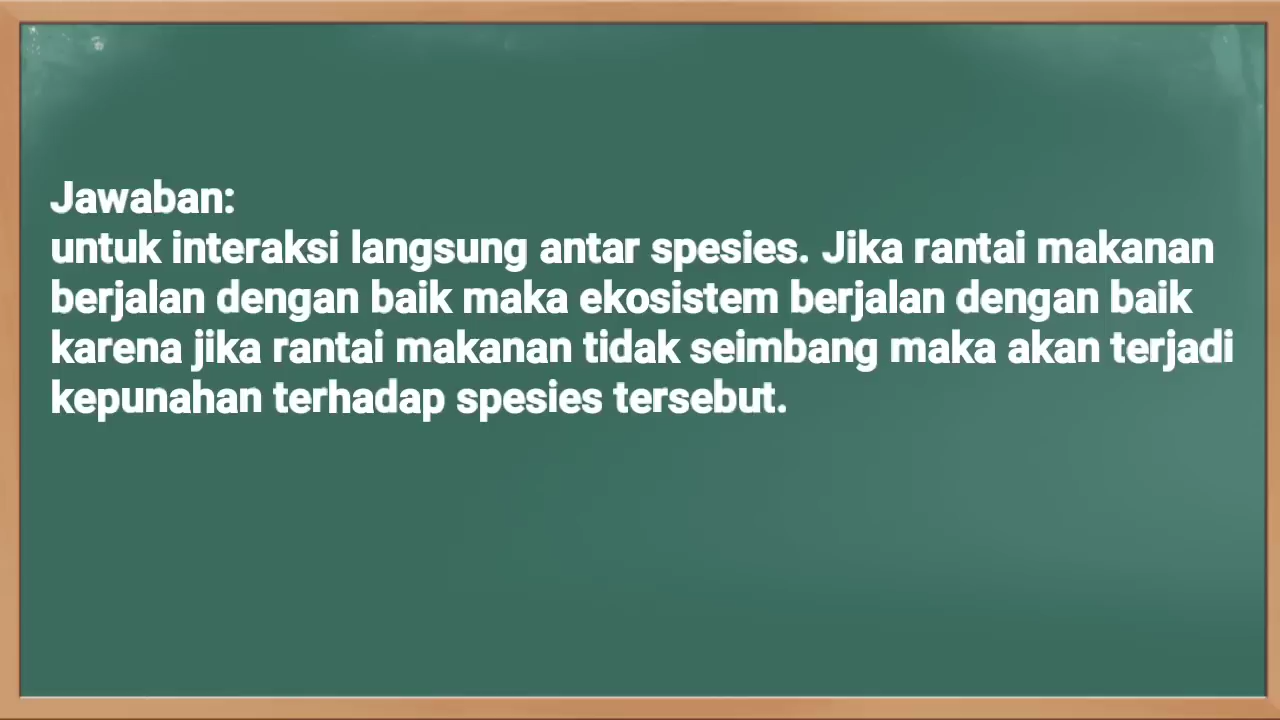 Jawaban:
untuk interaksi langsung antar spesies. Jika rantai makanan
berjalan dengan baik maka ekosistem berjalan dengan baik
karena jika rantai makanan tidak seimbang maka akan terjadi
kepunahan terhadap spesies tersebut.